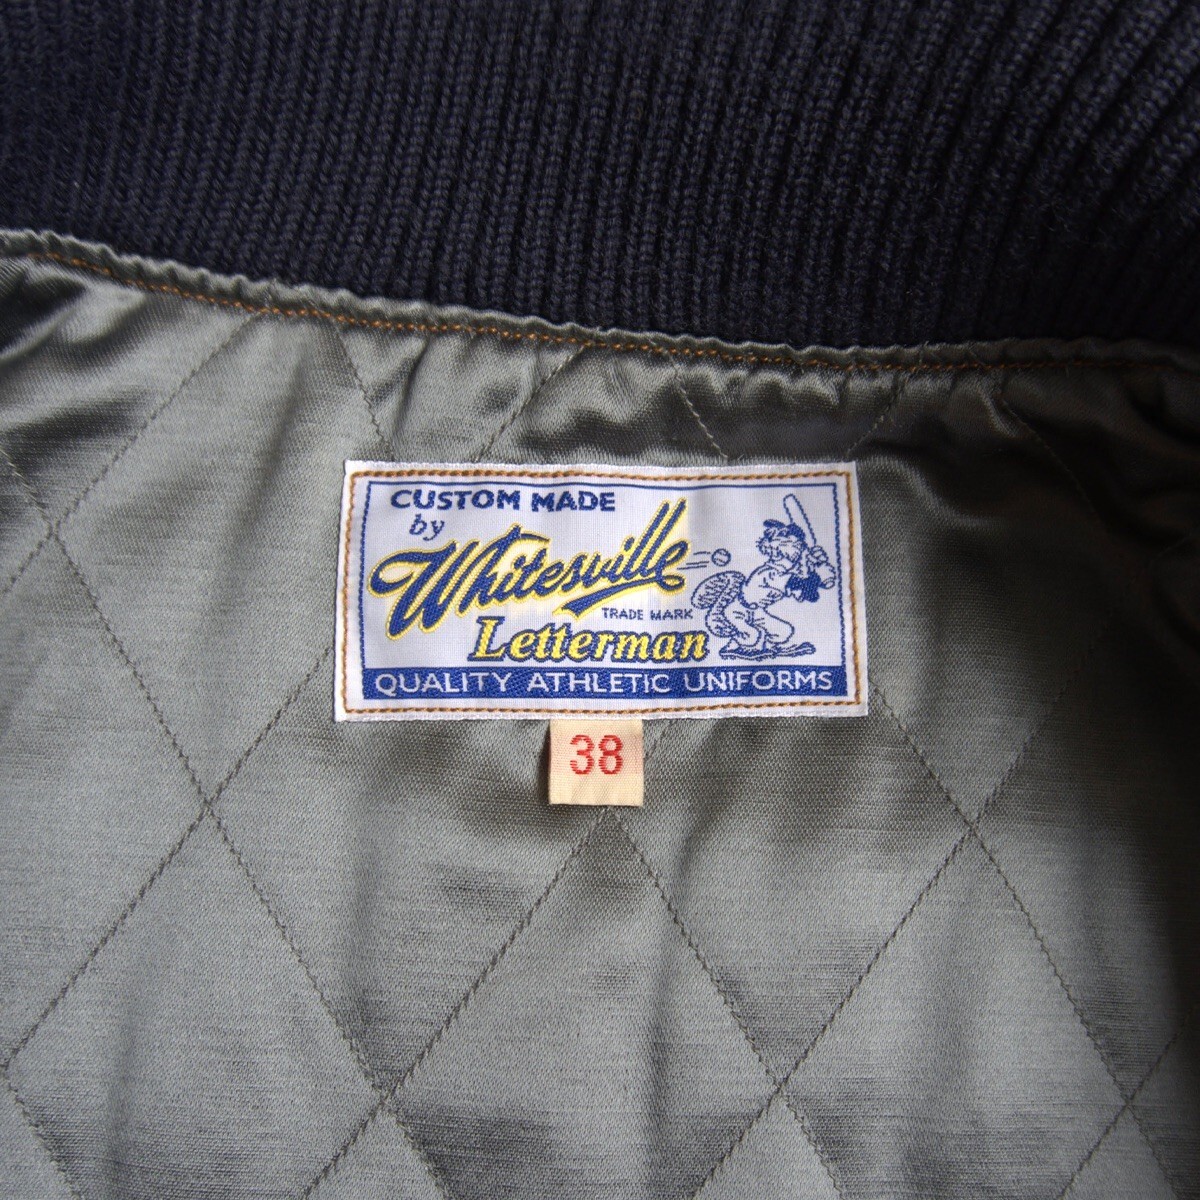 CUSTOM MADE
by
Whitesville
TRADE MARK
Letterman
QUALITY ATHLETIC UNIFORMS
38